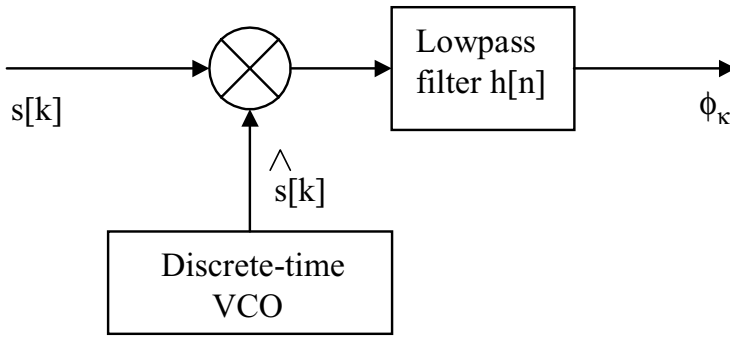 Lowpass
filter h[n]
s[k]
ϕκ
^
s[k]
Discrete-time
VCO